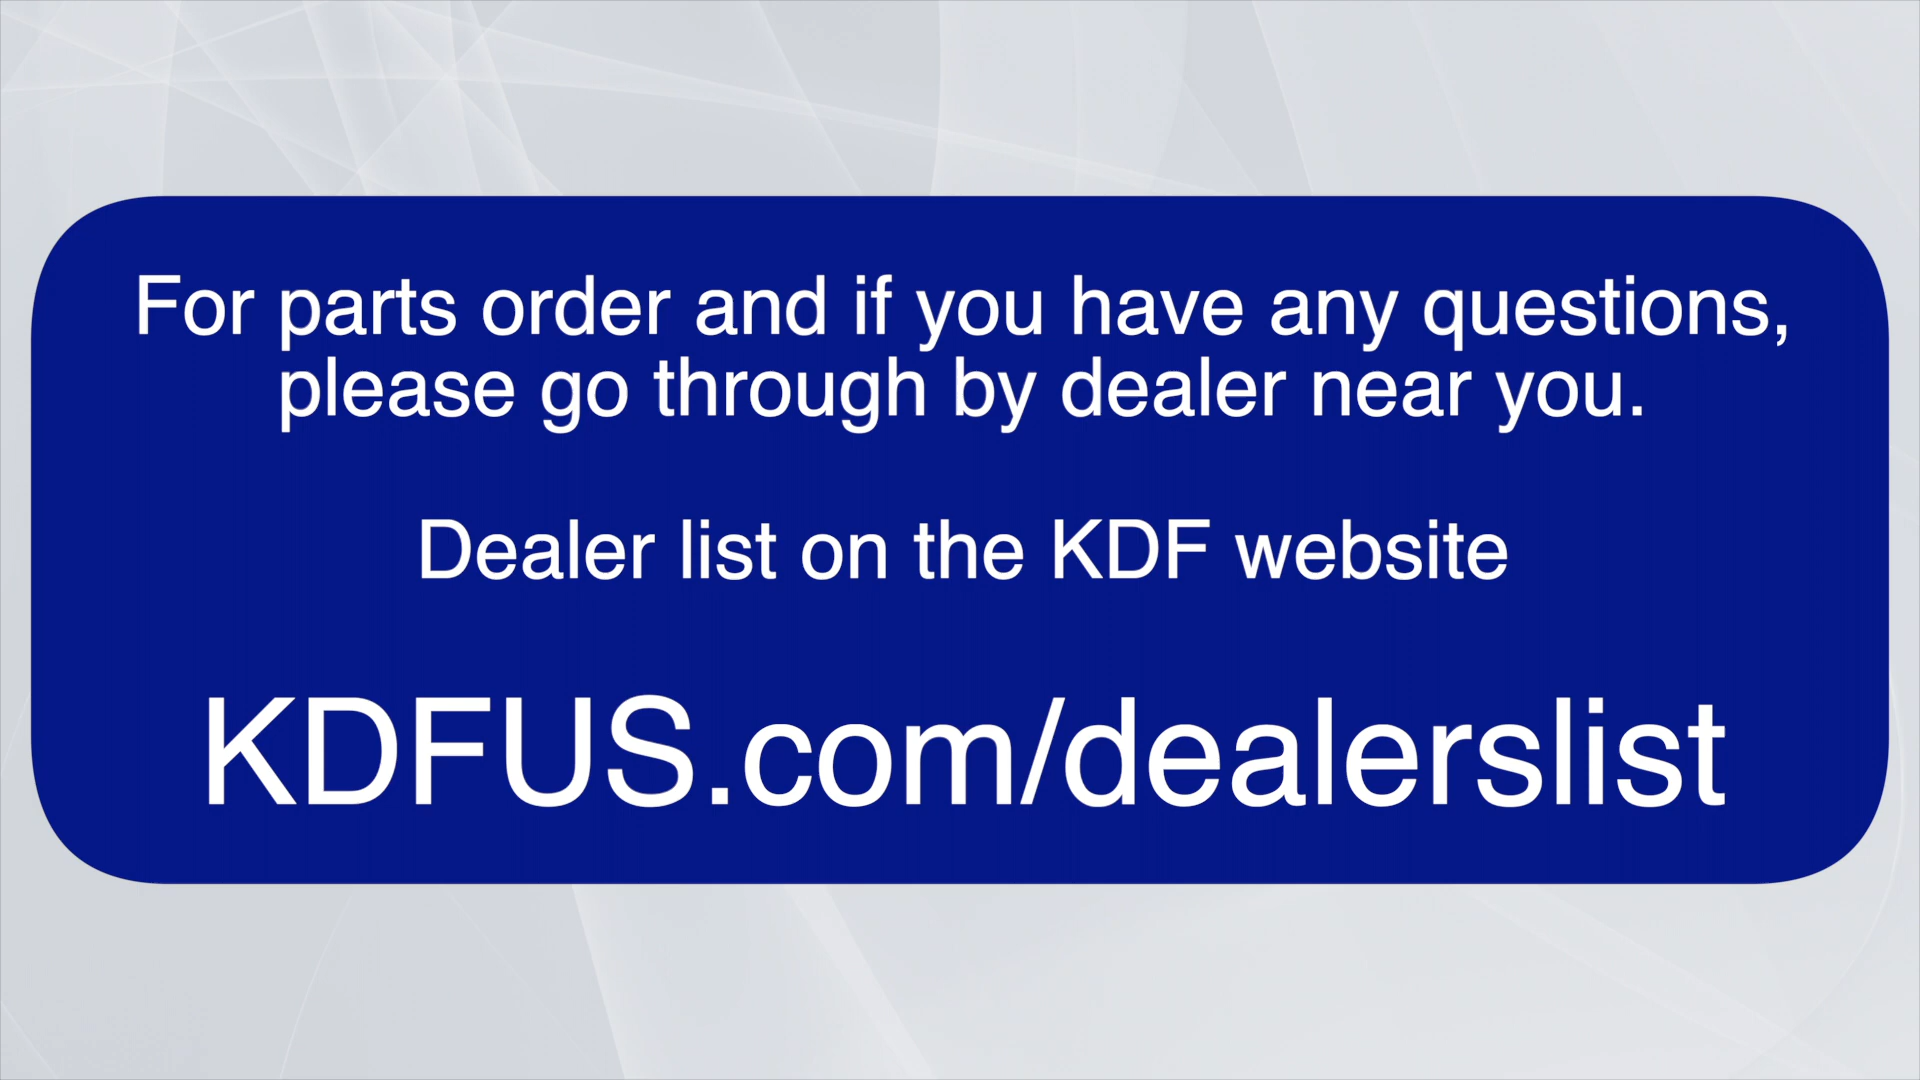 For parts order and if you have any questions,
please go through by dealer near you.
Dealer list on the KDF website
KDFUS.com/dealerslist